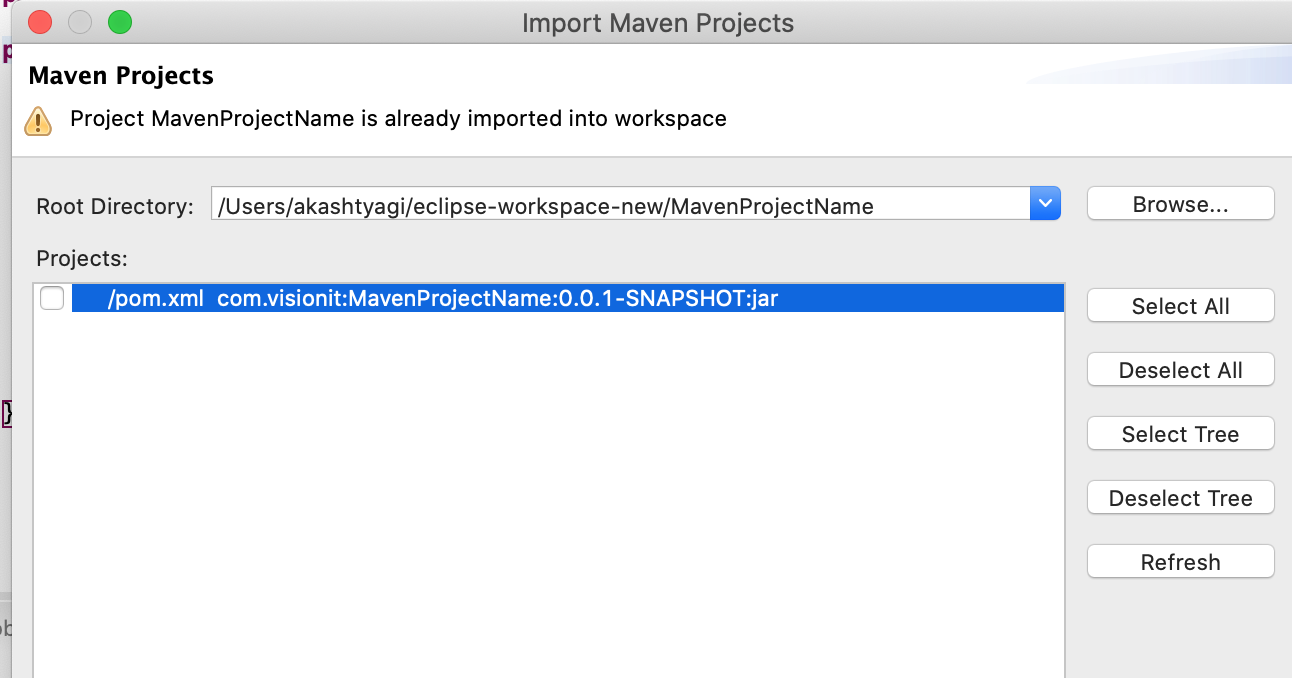 Import Maven Projects
Maven Projects
Project MavenProjectName is already imported into workspace
Root Directory: /Users/akashtyagi/eclipse-workspace-new/MavenProjectName Browse...
Projects:
/pom.xml com.visionit:MavenProjectName:0.0.1-SNAPSHOT:jar
Select All
Deselect All
Select Tree
Deselect Tree
Refresh
}